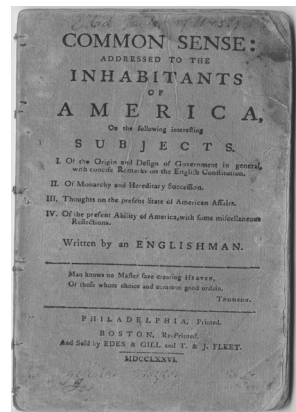 COMMON SENSE:
ADDRESSED TO THE
INHABITANTS
OF
AMERICA,
On the following interesting
SUBJECTS.
I. Of the Origin and Design of Government in general,
with concise Remarks on the English Constitution.
II. Of Monarchy and Hereditary Succession.
III. Thoughts on the present State of American Affairs.
IV. Of the present Ability of America, with some miscellaneous
Reflections.
Written by an ENGLISHMAN.
Man knows no Master save creating HEAVEN,
Or those whom choice and common good ordain.
THOMSON.
PHILADELPHIA, Printed.
BOSTON, Re-Printed.
And Sold by EDES & GILL and T. & J. FLEET.
MDCCLXXVI.